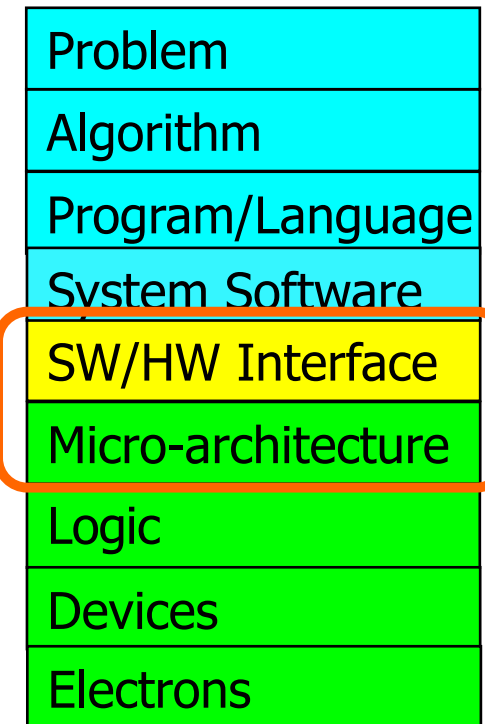 Problem
Algorithm
Program/Language
System Software
SW/HW Interface
Micro-architecture
Logic
Devices
Electrons